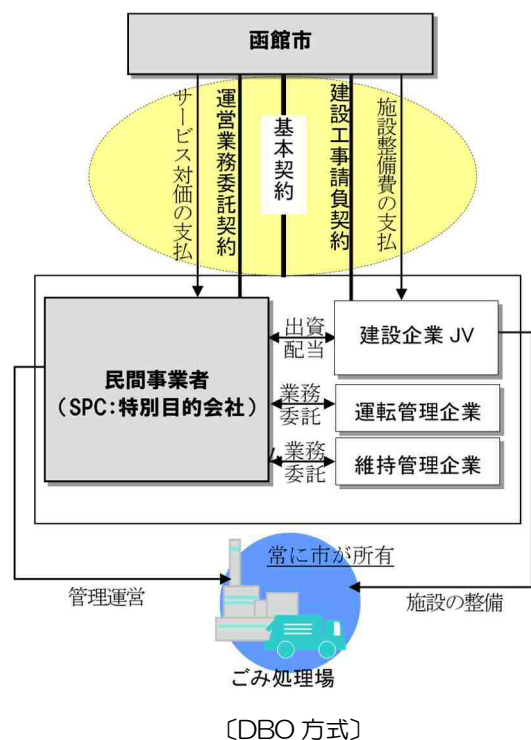 函館市
サービス対価の支払
運営業務委託契約
基本契約
建設工事請負契約
施設整備費の支払
民間事業者
（SPC：特別目的会社）
出資
配当
建設企業 JV
業務
委託
運転管理企業
業務
委託
維持管理企業
常に市が所有
管理運営
施設の整備
ごみ処理場
〔DBO 方式〕